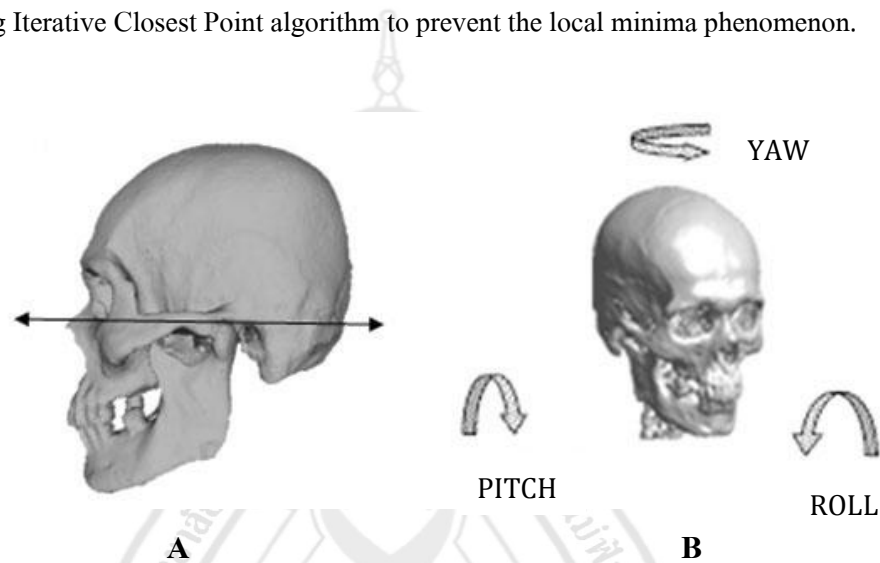 g Iterative Closest Point algorithm to prevent the local minima phenomenon.
YAW
PITCH
ROLL
A
B